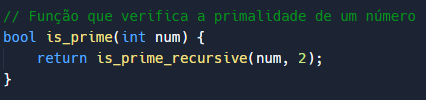 // Função que verifica a primalidade de um número
bool is_prime(int num) {
    return is_prime_recursive(num, 2);
}